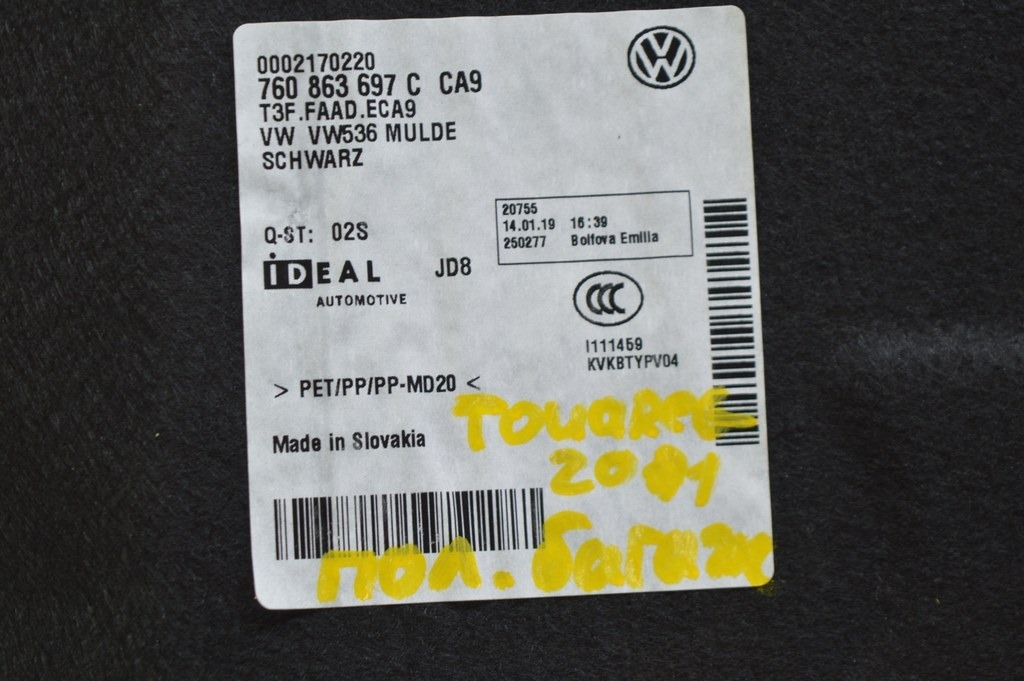 0002170220
760 863 697 C CA9
T3F.FAAD.ECA9
VW VW536 MULDE
SCHWARZ
Q-ST: 02S
iDEAL
AUTOMOTIVE
JD8
20755
14.01.19 16:39
250277 Bolfova Emilia
CCC
I111459
KVKBTYPV04
> PET/PP/PP-MD20 <
Made in Slovakia
Touareg
пол. багаж